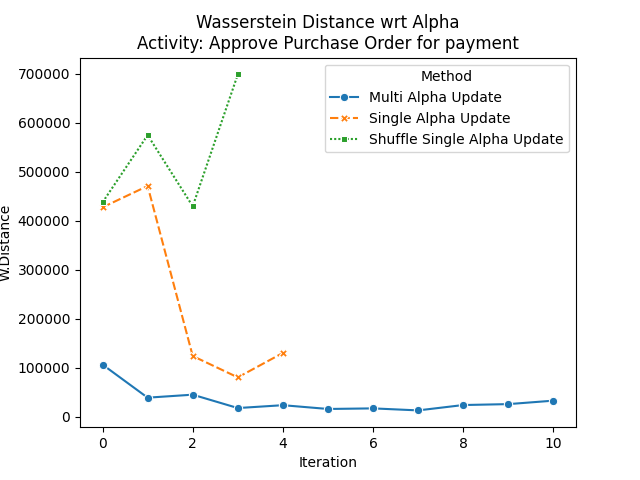 Wasserstein Distance wrt Alpha
Activity: Approve Purchase Order for payment
Method
Multi Alpha Update
Single Alpha Update
Shuffle Single Alpha Update
W.Distance
700000
600000
500000
400000
300000
200000
100000
0
0 2 4 6 8 10
Iteration